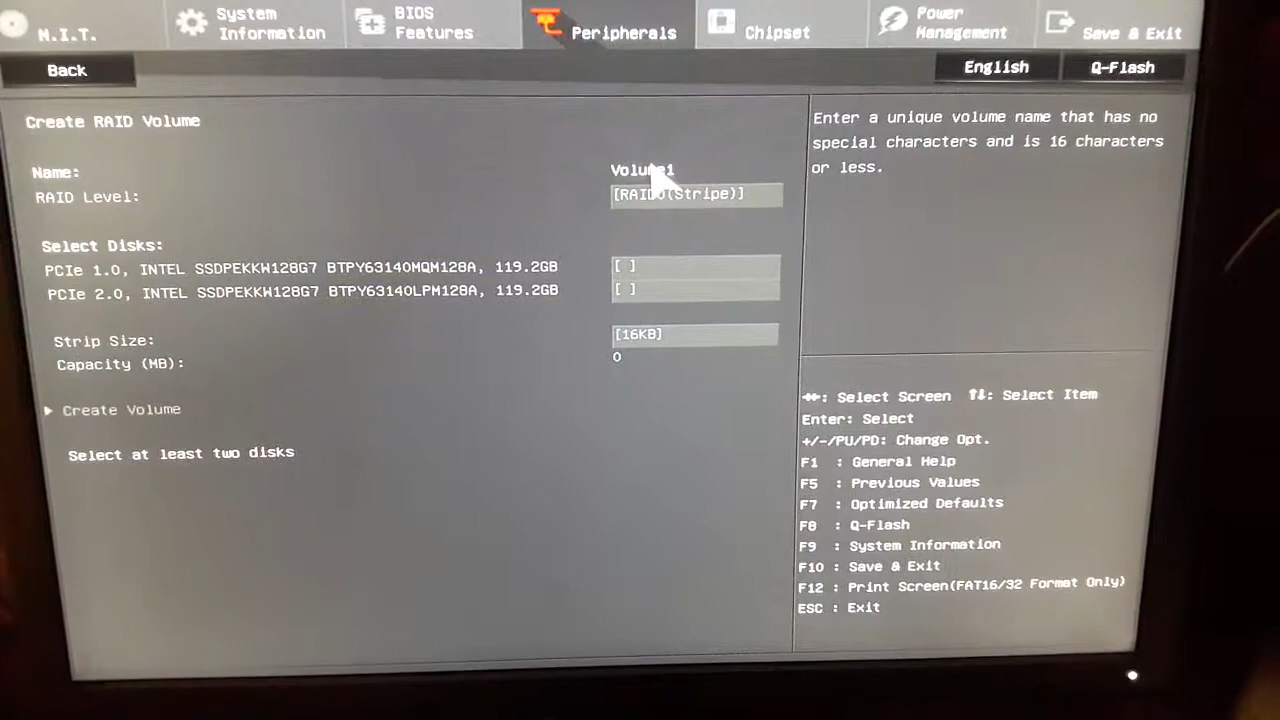 M.I.T.
System Information
BIOS Features
Peripherals
Chipset
Power Management
Save & Exit
Back
English
Q-Flash
Create RAID Volume
Name: Volume1
RAID Level: [RAID0(Stripe)]
Select Disks:
PCIe 1.0, INTEL SSDPEKKW128G7 BTPY63140MQM128A, 119.2GB [ ]
PCIe 2.0, INTEL SSDPEKKW128G7 BTPY63140LPM128A, 119.2GB [ ]
Strip Size: [16KB]
Capacity (MB): 0
Create Volume
Select at least two disks
Enter a unique volume name that has no
special characters and is 16 characters
or less.
: Select Screen ↑↓: Select Item
Enter: Select
+/-/PU/PD: Change Opt.
F1 : General Help
F5 : Previous Values
F7 : Optimized Defaults
F8 : Q-Flash
F9 : System Information
F10 : Save & Exit
F12 : Print Screen(FAT16/32 Format Only)
ESC : Exit